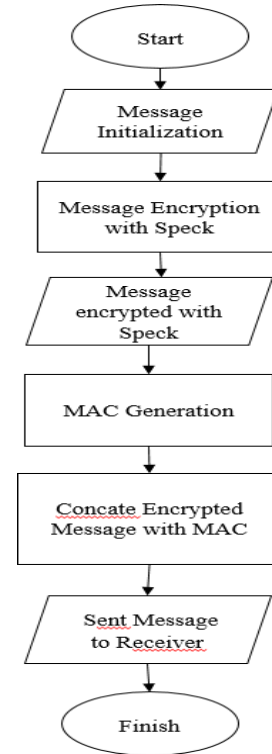 Start
Message
Initialization
Message Encryption
with Speck
Message
encrypted with
Speck
MAC Generation
Concate Encrypted
Message with MAC
Sent Message
to Receiver
Finish